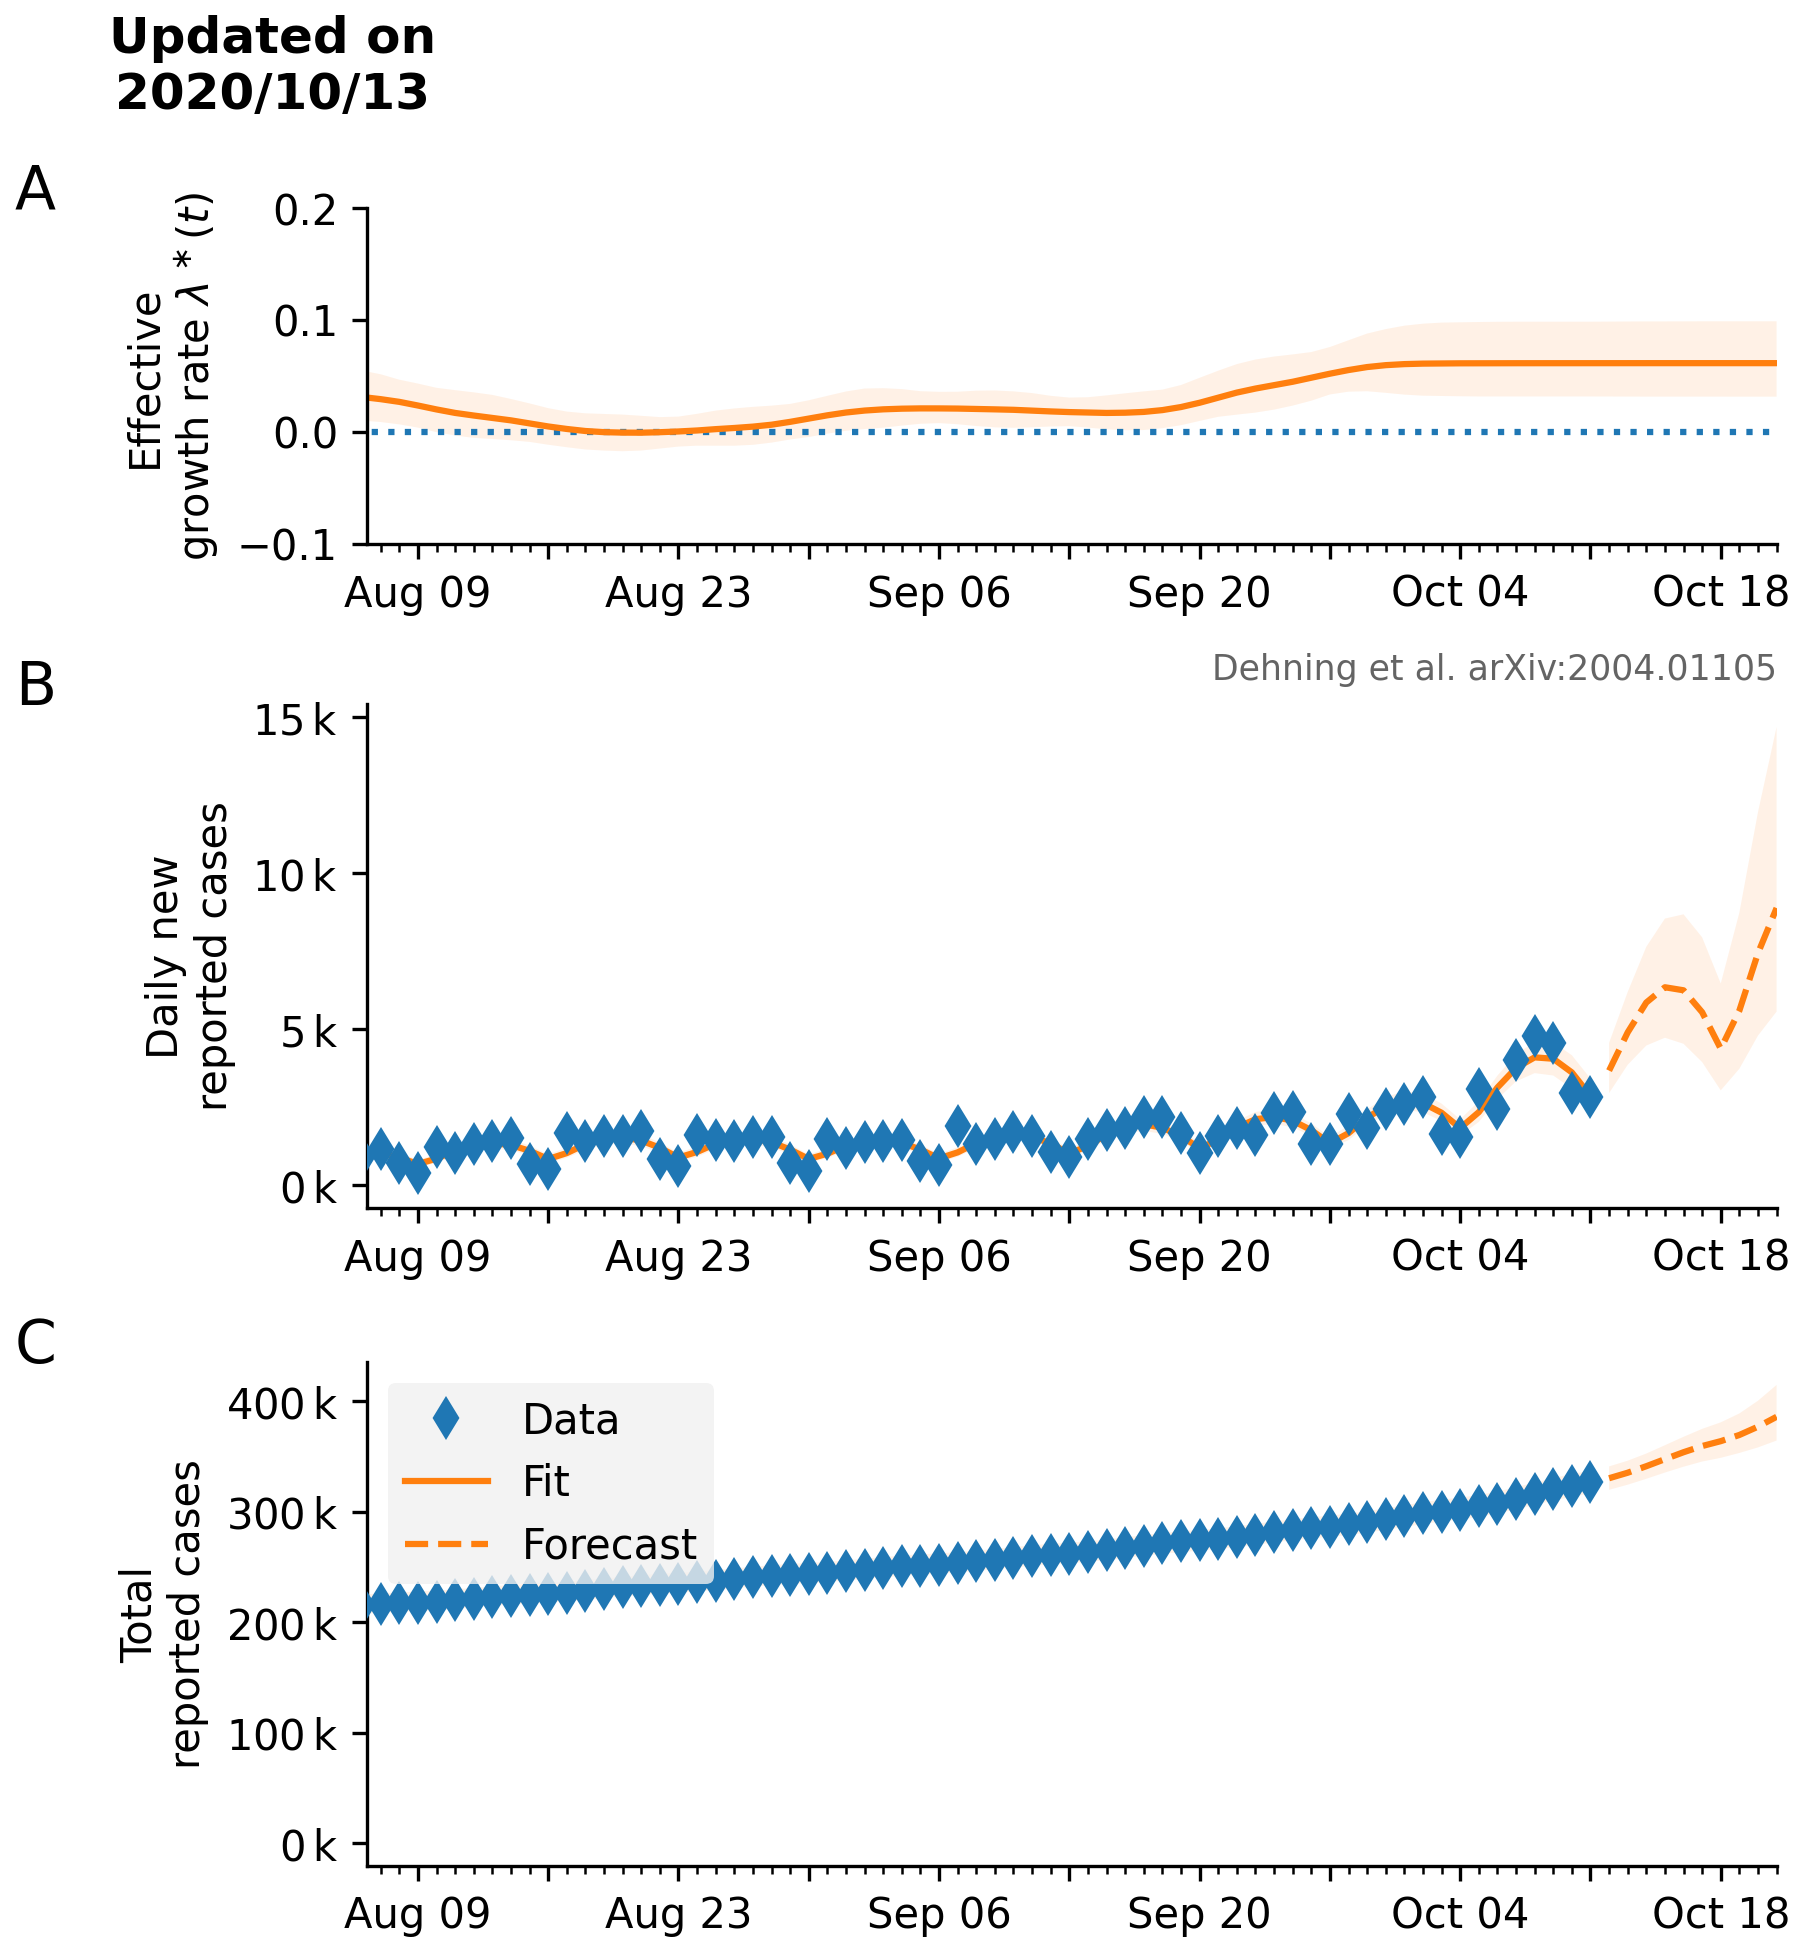 Updated on
2020/10/13
A
Effective
growth rate λ * (t)
0.2
0.1
0.0
−0.1
Aug 09
Aug 23
Sep 06
Sep 20
Oct 04
Oct 18
B
Dehning et al. arXiv:2004.01105
Daily new
reported cases
15 k
10 k
5 k
0 k
Aug 09
Aug 23
Sep 06
Sep 20
Oct 04
Oct 18
C
Total
reported cases
400 k
300 k
200 k
100 k
0 k
Data
Fit
Forecast
Aug 09
Aug 23
Sep 06
Sep 20
Oct 04
Oct 18